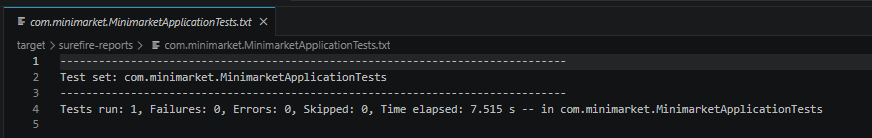 com.minimarket.MinimarketApplicationTests.txt ×
target > surefire-reports > com.minimarket.MinimarketApplicationTests.txt
1 -------------------------------------------------------------------------------
2 Test set: com.minimarket.MinimarketApplicationTests
3 -------------------------------------------------------------------------------
4 Tests run: 1, Failures: 0, Errors: 0, Skipped: 0, Time elapsed: 7.515 s -- in com.minimarket.MinimarketApplicationTests
5